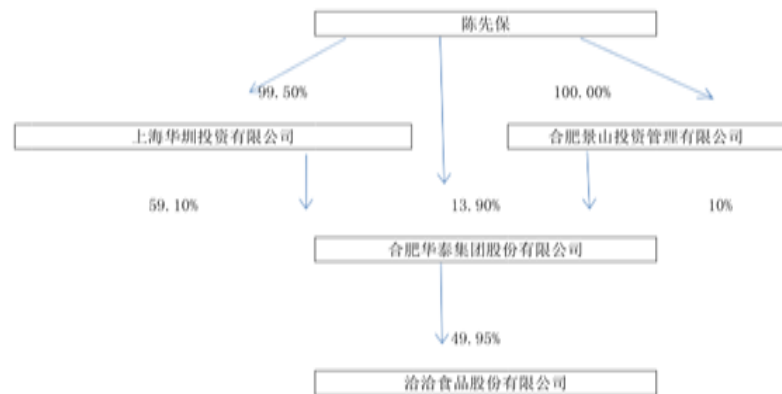 陈先保
99.50%
100.00%
上海华圳投资有限公司
合肥景山投资管理有限公司
59.10%
13.90%
10%
合肥华泰集团股份有限公司
49.95%
洽洽食品股份有限公司